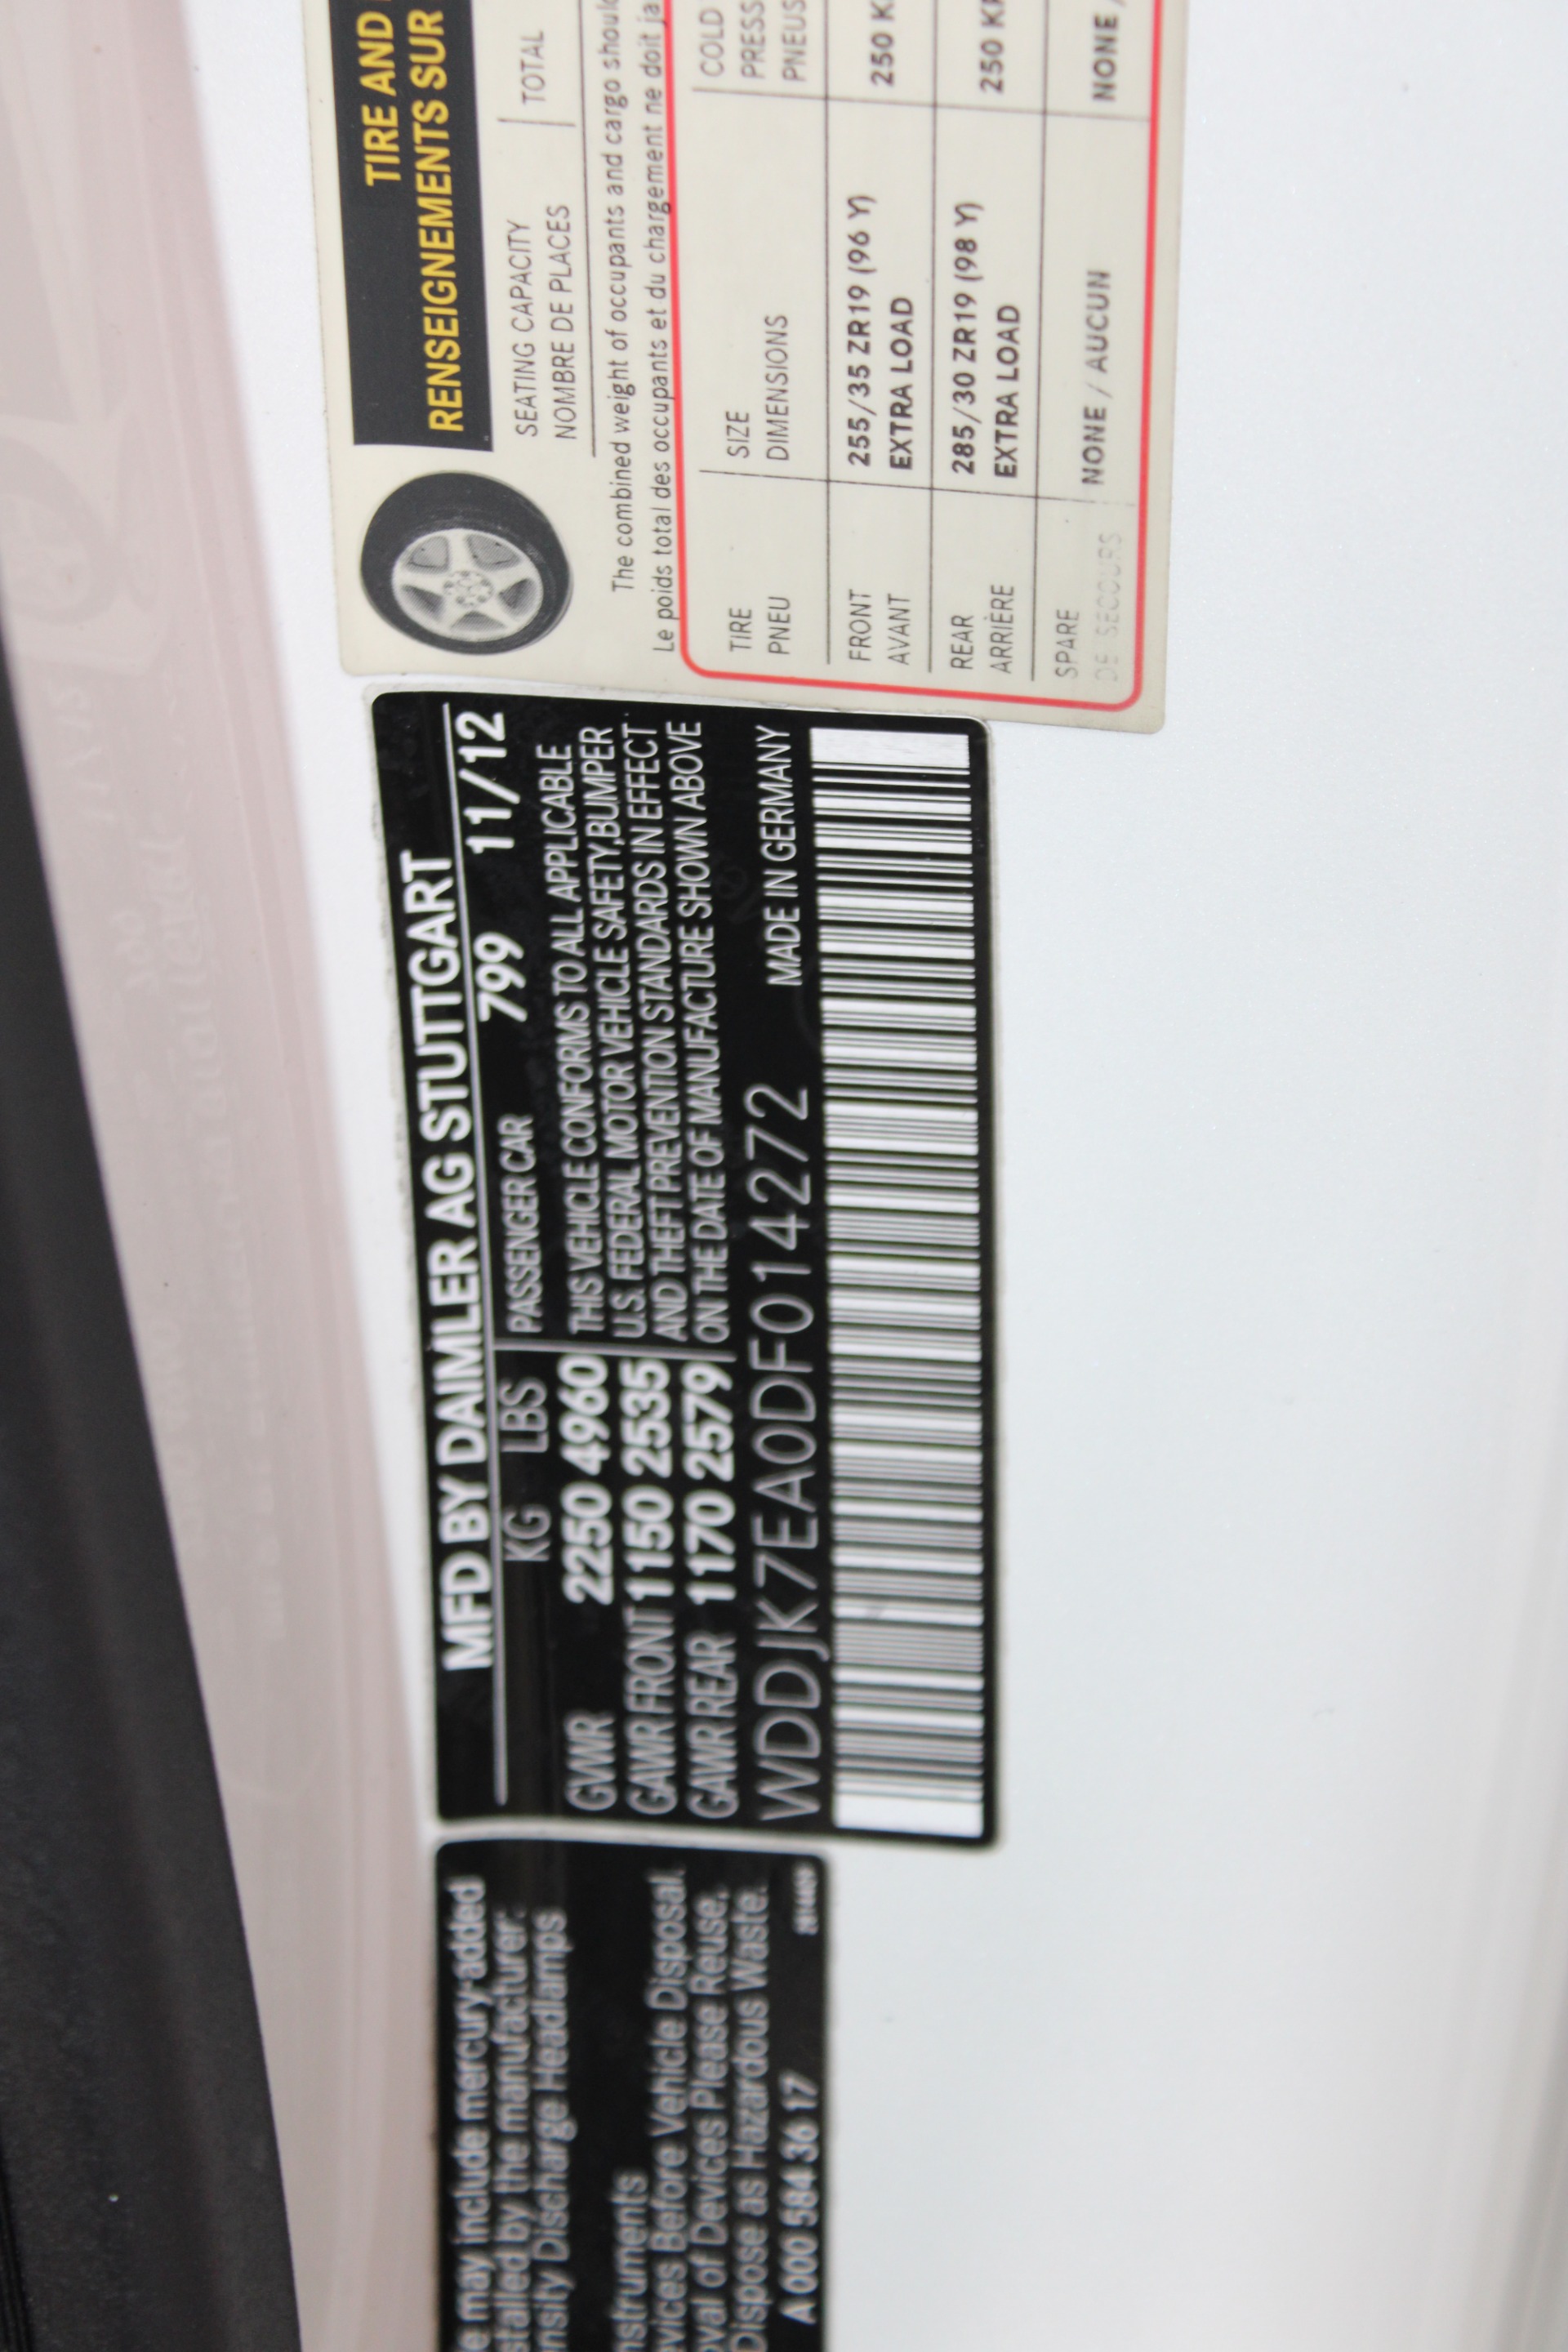 e may include mercury-added
stalled by the manufacturer:
nsity Discharge Headlamps
nstruments
evices Before Vehicle Disposal.
oval of Devices Please Reuse,
Dispose as Hazardous Waste.
A 000 584 36 17
MFD BY DAIMLER AG STUTTGART
KG LBS PASSENGER CAR 799 11/12
GVWR 2250 4960
GAWR FRONT 1150 2535
GAWR REAR 1170 2579
THIS VEHICLE CONFORMS TO ALL APPLICABLE
U.S. FEDERAL MOTOR VEHICLE SAFETY,BUMPER
AND THEFT PREVENTION STANDARDS IN EFFECT
ON THE DATE OF MANUFACTURE SHOWN ABOVE
WDDJK7EA0DF014272 MADE IN GERMANY
TIRE AND
RENSEIGNEMENTS SUR
SEATING CAPACITY TOTAL
NOMBRE DE PLACES
The combined weight of occupants and cargo should
Le poids total des occupants et du chargement ne doit ja
TIRE SIZE COLD
PNEU DIMENSIONS PRESS
PNEUS
FRONT 255/35 ZR19 (96 Y) 250 K
AVANT EXTRA LOAD
REAR 285/30 ZR19 (98 Y) 250 K
ARRIÈRE EXTRA LOAD
SPARE NONE / AUCUN NONE /
DE SECOURS